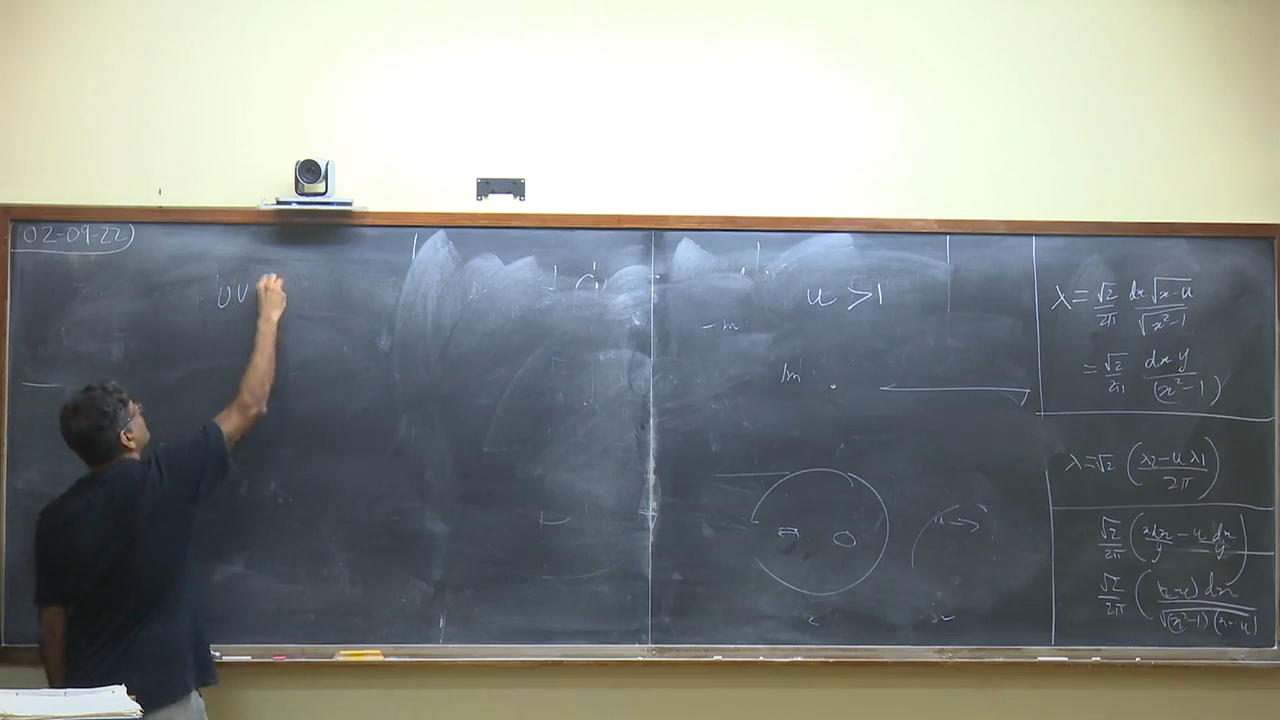 02-09-22
UV
u > 1
λ = √2/2π dx√x-u/√x²-1
= √2/2π dx y/(x²-1)
λ = √2 (λ2 - u λ1/2π)
√2/2π (x dx/y - u dx/y)
√2/2π ( (x-u) dx/√(x²-1)(x-u)